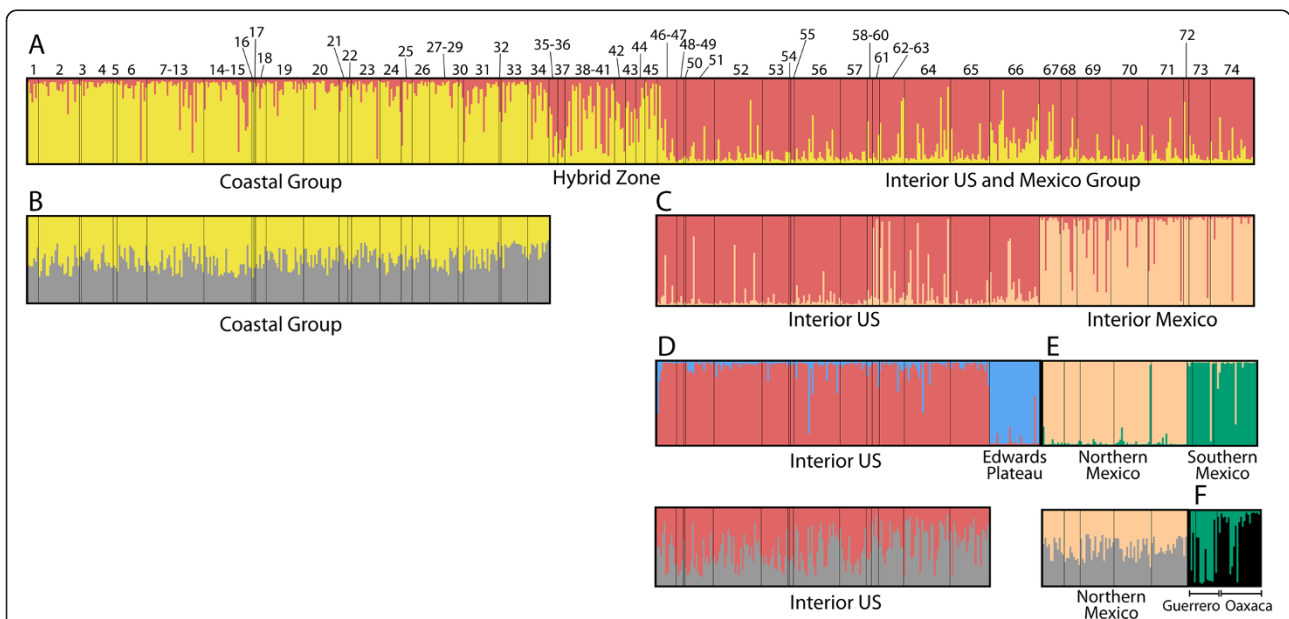 A
16 17 18 21 22 25 27-29 32 35-36 42 44 46-47 48-49 50 51 54 55 58-60 61 62-63 72
1 2 3 4 5 6 7-13 14-15 19 20 23 24 26 30 31 33 34 37 38-41 43 45 52 53 56 57 64 65 66 67 68 69 70 71 73 74
Coastal Group Hybrid Zone Interior US and Mexico Group
B C
Coastal Group Interior US Interior Mexico
D E
Interior US Edwards Plateau Northern Mexico Southern Mexico
F
Interior US Northern Mexico Guerrero Oaxaca